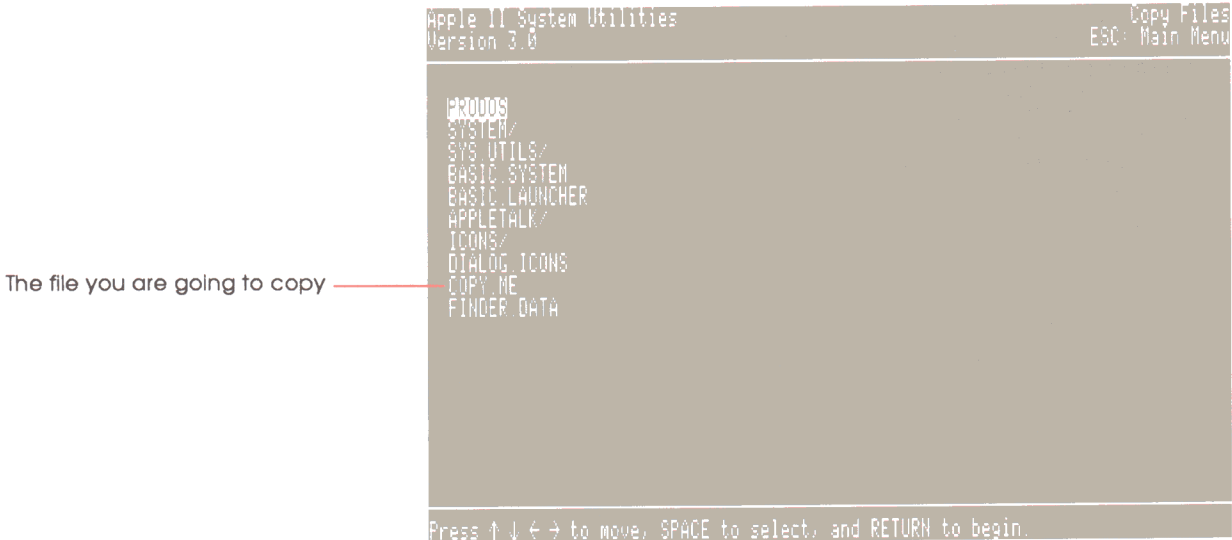 Apple II System Utilities
Copy Files
Version 3.0
ESC: Main Menu
PRODOS
SYSTEM/
SYS.UTILS/
BASIC.SYSTEM
BASIC.LAUNCHER
APPLETALK/
ICONS/
DIALOG.ICONS
The file you are going to copy
COPY.ME
FINDER.DATA
Press ↑ ↓ ← → to move, SPACE to select, and RETURN to begin.